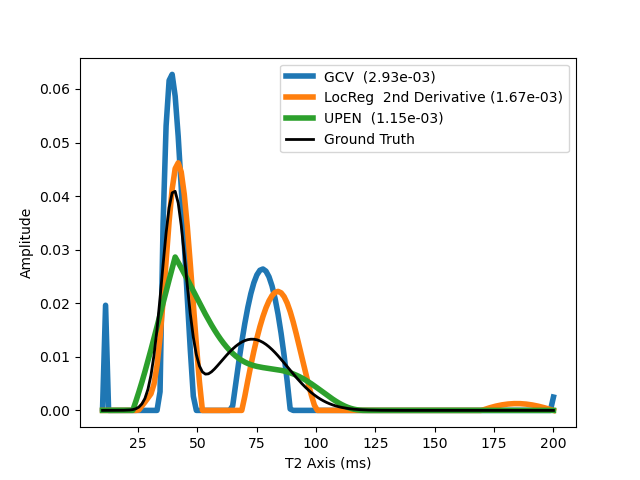 GCV (2.93e-03)
LocReg 2nd Derivative (1.67e-03)
UPEN (1.15e-03)
Ground Truth
Amplitude
0.06
0.05
0.04
0.03
0.02
0.01
0.00
25 50 75 100 125 150 175 200
T2 Axis (ms)